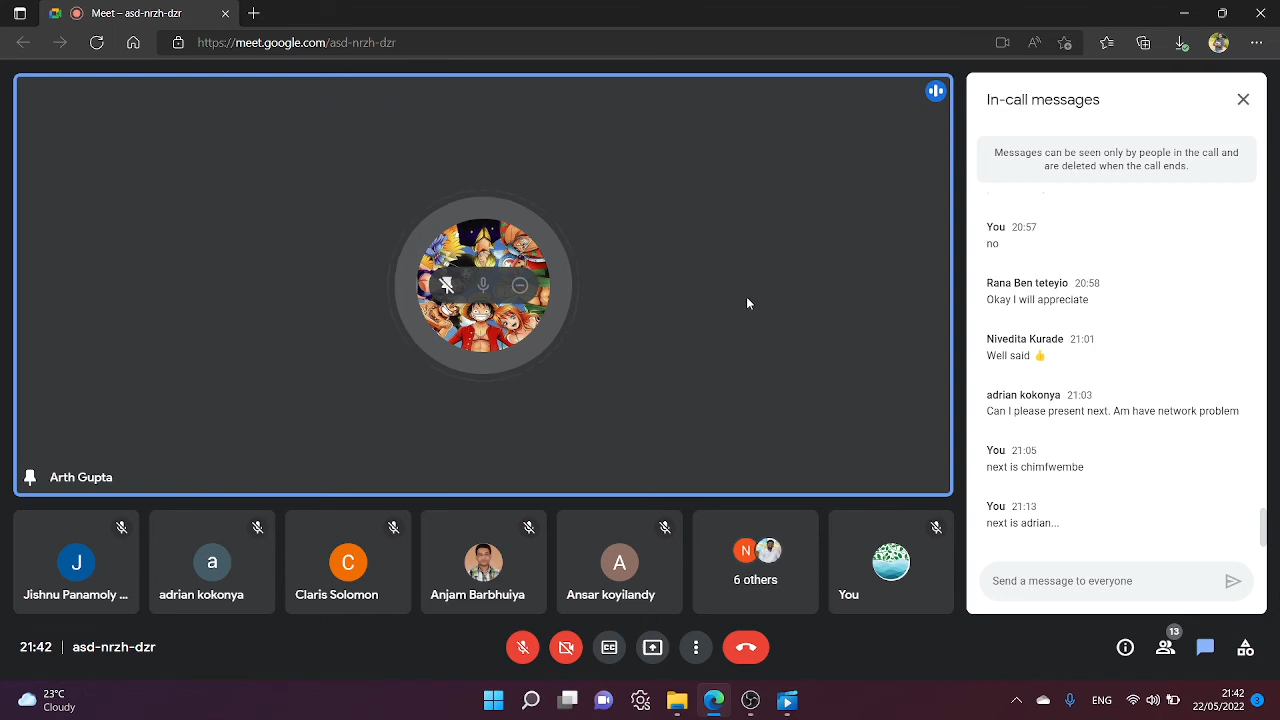 Meet – asd-nrzh-dzr
https://meet.google.com/asd-nrzh-dzr
In-call messages
Messages can be seen only by people in the call and
are deleted when the call ends.
You 20:57
no
Rana Ben teteyio 20:58
Okay I will appreciate
Nivedita Kurade 21:01
Well said 👍
adrian kokonya 21:03
Can I please present next. Am have network problem
You 21:05
next is chimfwembe
You 21:13
next is adrian...
Send a message to everyone
Arth Gupta
J
Jishnu Panamoly ...
a
adrian kokonya
C
Claris Solomon
Anjam Barbhuiya
A
Ansar koyilandy
N
6 others
You
21:42 | asd-nrzh-dzr
CC
13
23°C
Cloudy
ENG
21:42
22/05/2022
3